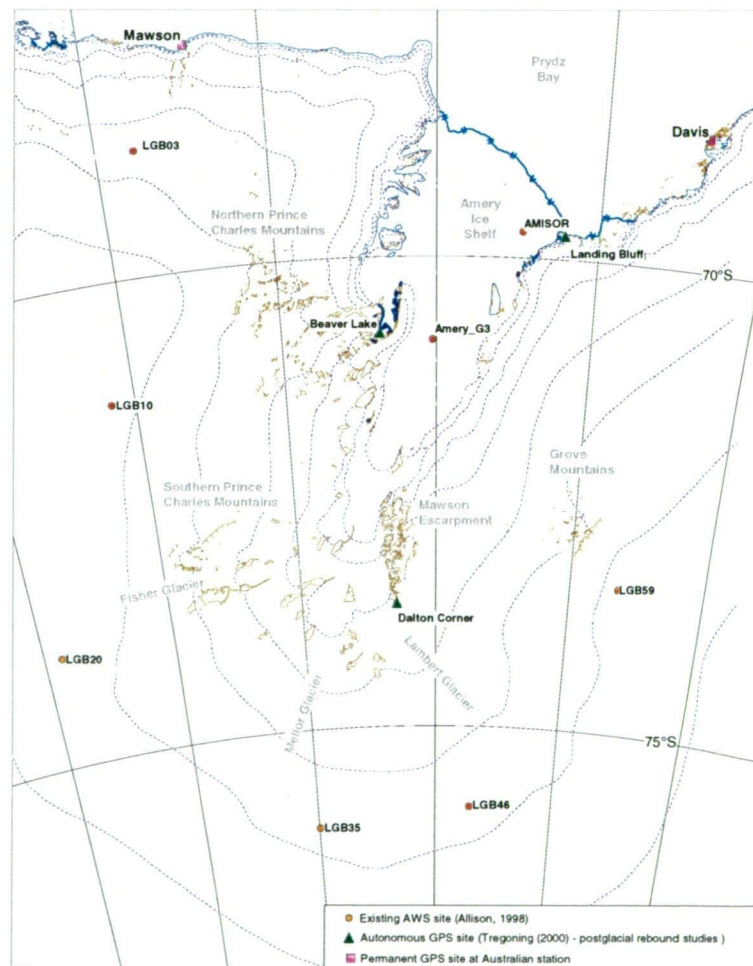 Mawson
Prydz
Bay
Davis
LGB03
Northern Prince
Charles Mountains
Amery
Ice
Shelf
AMISOR
Landing Bluff
70°S
Beaver Lake
Amery_G3
LGB10
Southern Prince
Charles Mountains
Grove
Mountains
Mawson
Escarpment
Fisher Glacier
LGB59
Dalton Corner
LGB20
Lambert Glacier
Mellor Glacier
75°S
LGB46
LGB35
Existing AWS site (Allison, 1998)
Autonomous GPS site (Tregoning (2000) - postglacial rebound studies )
Permanent GPS site at Australian station